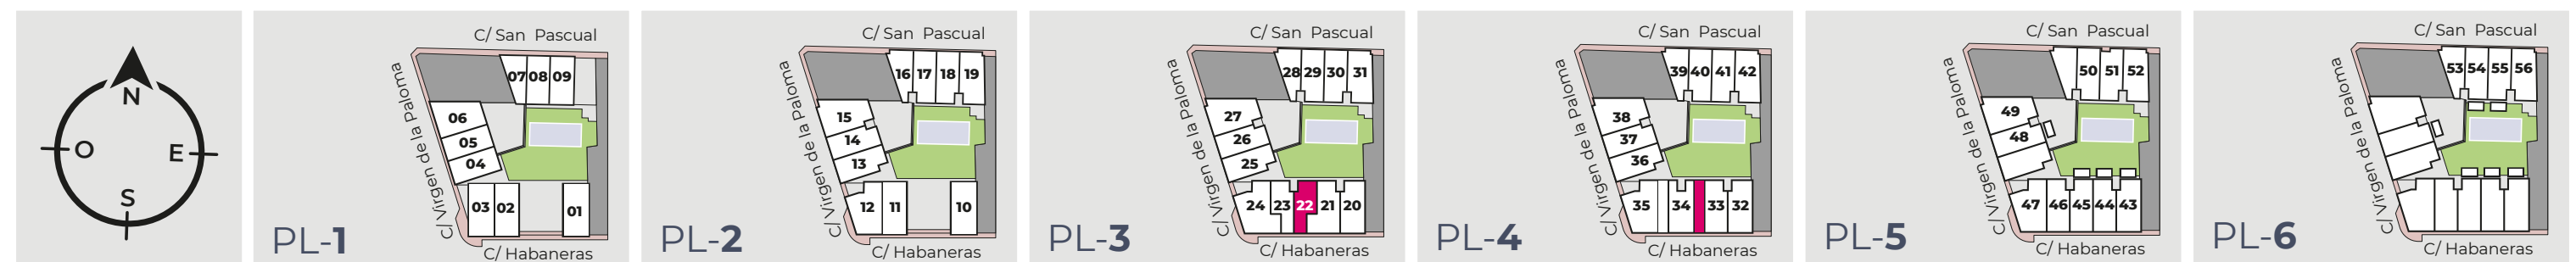 N
O
E
S
C/ San Pascual
C/Virgen de la Paloma
07 08 09
06
05
04
03 02
01
PL-1
C/ Habaneras
C/ San Pascual
C/Virgen de la Paloma
16 17 18 19
15
14
13
12 11
10
PL-2
C/ Habaneras
C/ San Pascual
C/Virgen de la Paloma
28 29 30 31
27
26
25
24 23 22 21 20
PL-3
C/ Habaneras
C/ San Pascual
C/Virgen de la Paloma
39 40 41 42
38
37
36
35 34 33 32
PL-4
C/ Habaneras
C/ San Pascual
C/Virgen de la Paloma
50 51 52
49
48
47 46 45 44 43
PL-5
C/ Habaneras
C/ San Pascual
C/Virgen de la Paloma
53 54 55 56
PL-6
C/ Habaneras